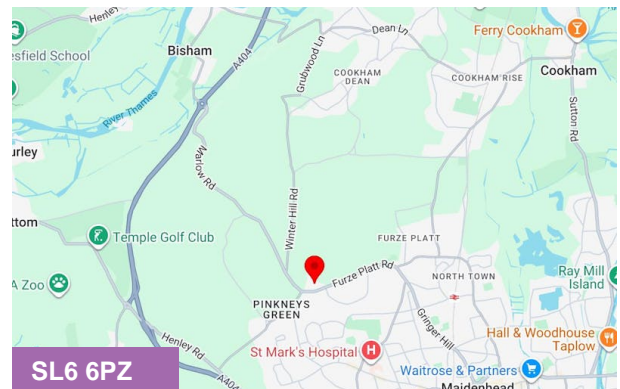 Henley
esfield School
Bisham
A404
Grubwood Ln
Dean Ln
Ferry Cookham
COOKHAM
DEAN
COOKHAM RISE
Cookham
River Thames
urley
Marlow Rd
Sutton Rd
ttom
Temple Golf Club
Winter Hill Rd
FURZE PLATT
Furze Platt Rd
NORTH TOWN
Ray Mill
Island
A Zoo
PINKNEYS
GREEN
Gringer Hill
Henley Rd
St Mark's Hospital
H
Hall & Woodhouse
Taplow
Waitrose & Partners
A404
Maidenhead
SL6 6PZ